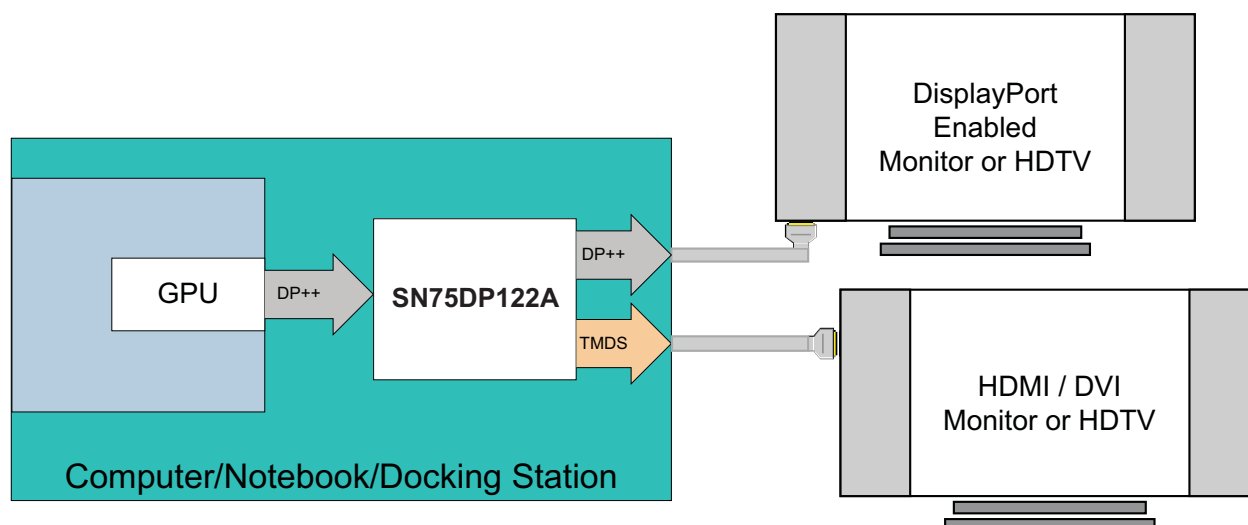 DisplayPort
Enabled
Monitor or HDTV
GPU
DP++
SN75DP122A
DP++
TMDS
HDMI / DVI
Monitor or HDTV
Computer/Notebook/Docking Station